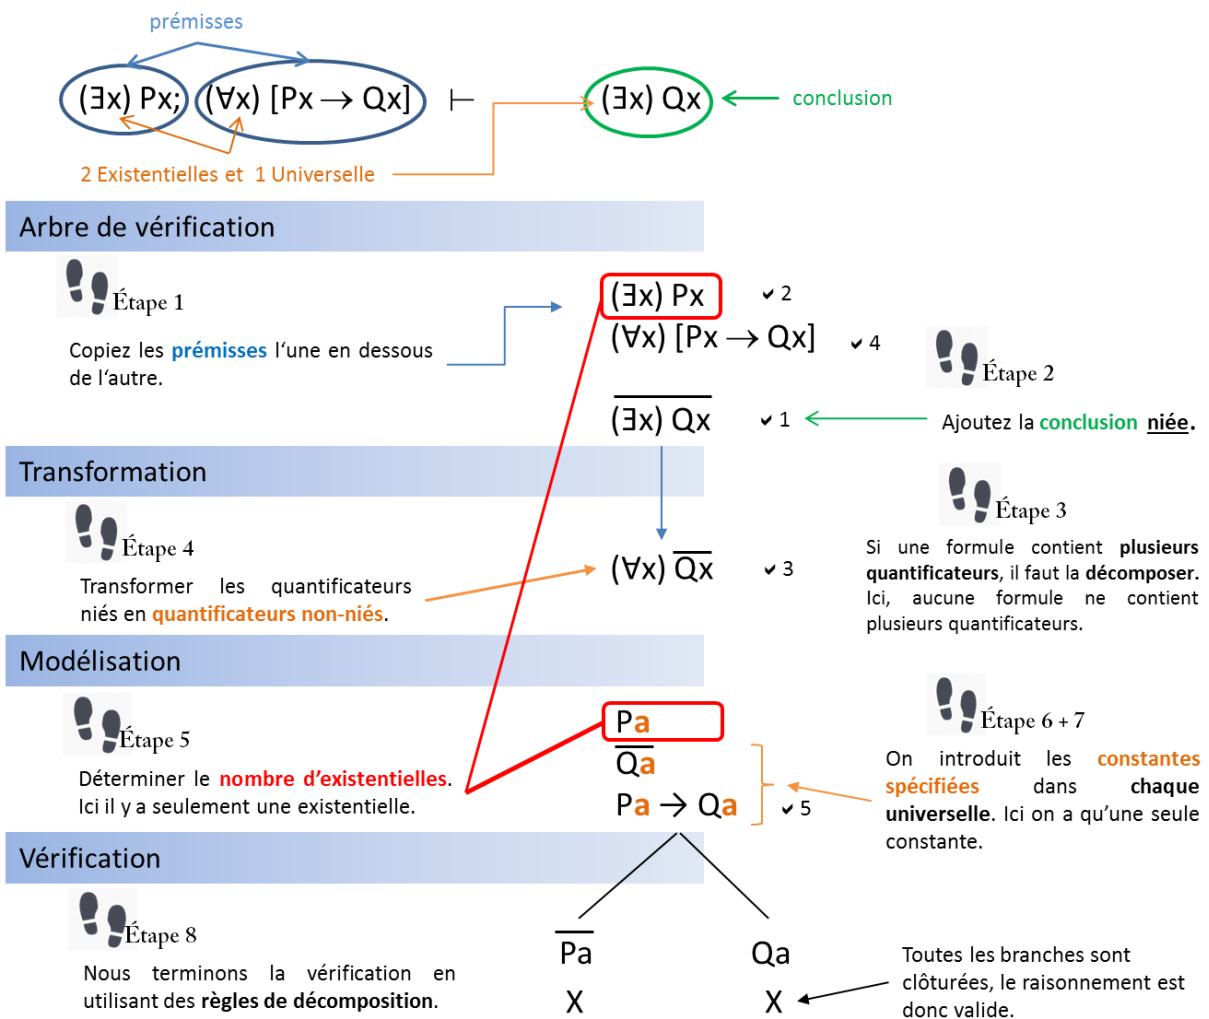 prémisses
(∃x) Px; (∀x) [Px → Qx] ⊢ (∃x) Qx
conclusion
2 Existentielles et 1 Universelle
Arbre de vérification
Étape 1
Copiez les prémisses l‘une en dessous
de l‘autre.
(∃x) Px ✓ 2
(∀x) [Px → Qx] ✓ 4
(∃x) Q̅x̅ ✓ 1
Étape 2
Ajoutez la conclusion niée.
Transformation
Étape 3
Si une formule contient plusieurs
quantificateurs, il faut la décomposer.
Ici, aucune formule ne contient
plusieurs quantificateurs.
Étape 4
Transformer les quantificateurs
niés en quantificateurs non-niés.
(∀x) Q̅x̅ ✓ 3
Modélisation
Étape 5
Déterminer le nombre d’existentielles.
Ici il y a seulement une existentielle.
Pa
Q̅a̅
Pa → Qa ✓ 5
Étape 6 + 7
On introduit les constantes
spécifiées dans chaque
universelle. Ici on a qu’une seule
constante.
Vérification
Étape 8
Nous terminons la vérification en
utilisant des règles de décomposition.
P̅a̅ Qa
X X
Toutes les branches sont
clôturées, le raisonnement est
donc valide.